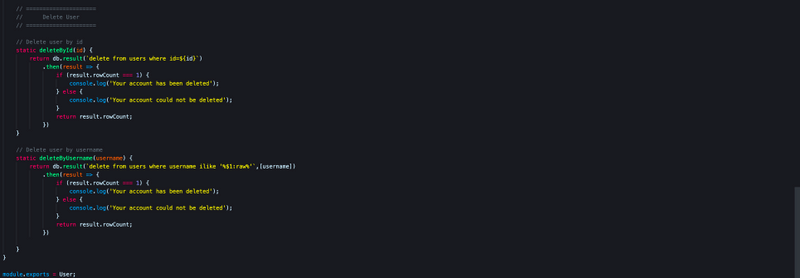 // =====================
//      Delete User
// =====================
// Delete user by id
static deleteById(id) {
return db.result(`delete from users where id=${id}`)
.then(result => {
if (result.rowCount === 1) {
console.log('Your account has been deleted');
} else {
console.log('Your account could not be deleted');
}
return result.rowCount;
})
}
// Delete user by username
static deleteByUsername(username) {
return db.result(`delete from users where username ilike '%$1:raw%'`,[username])
.then(result => {
if (result.rowCount === 1) {
console.log('Your account has been deleted');
} else {
console.log('Your account could not be deleted');
}
return result.rowCount;
})
}
}
module.exports = User;